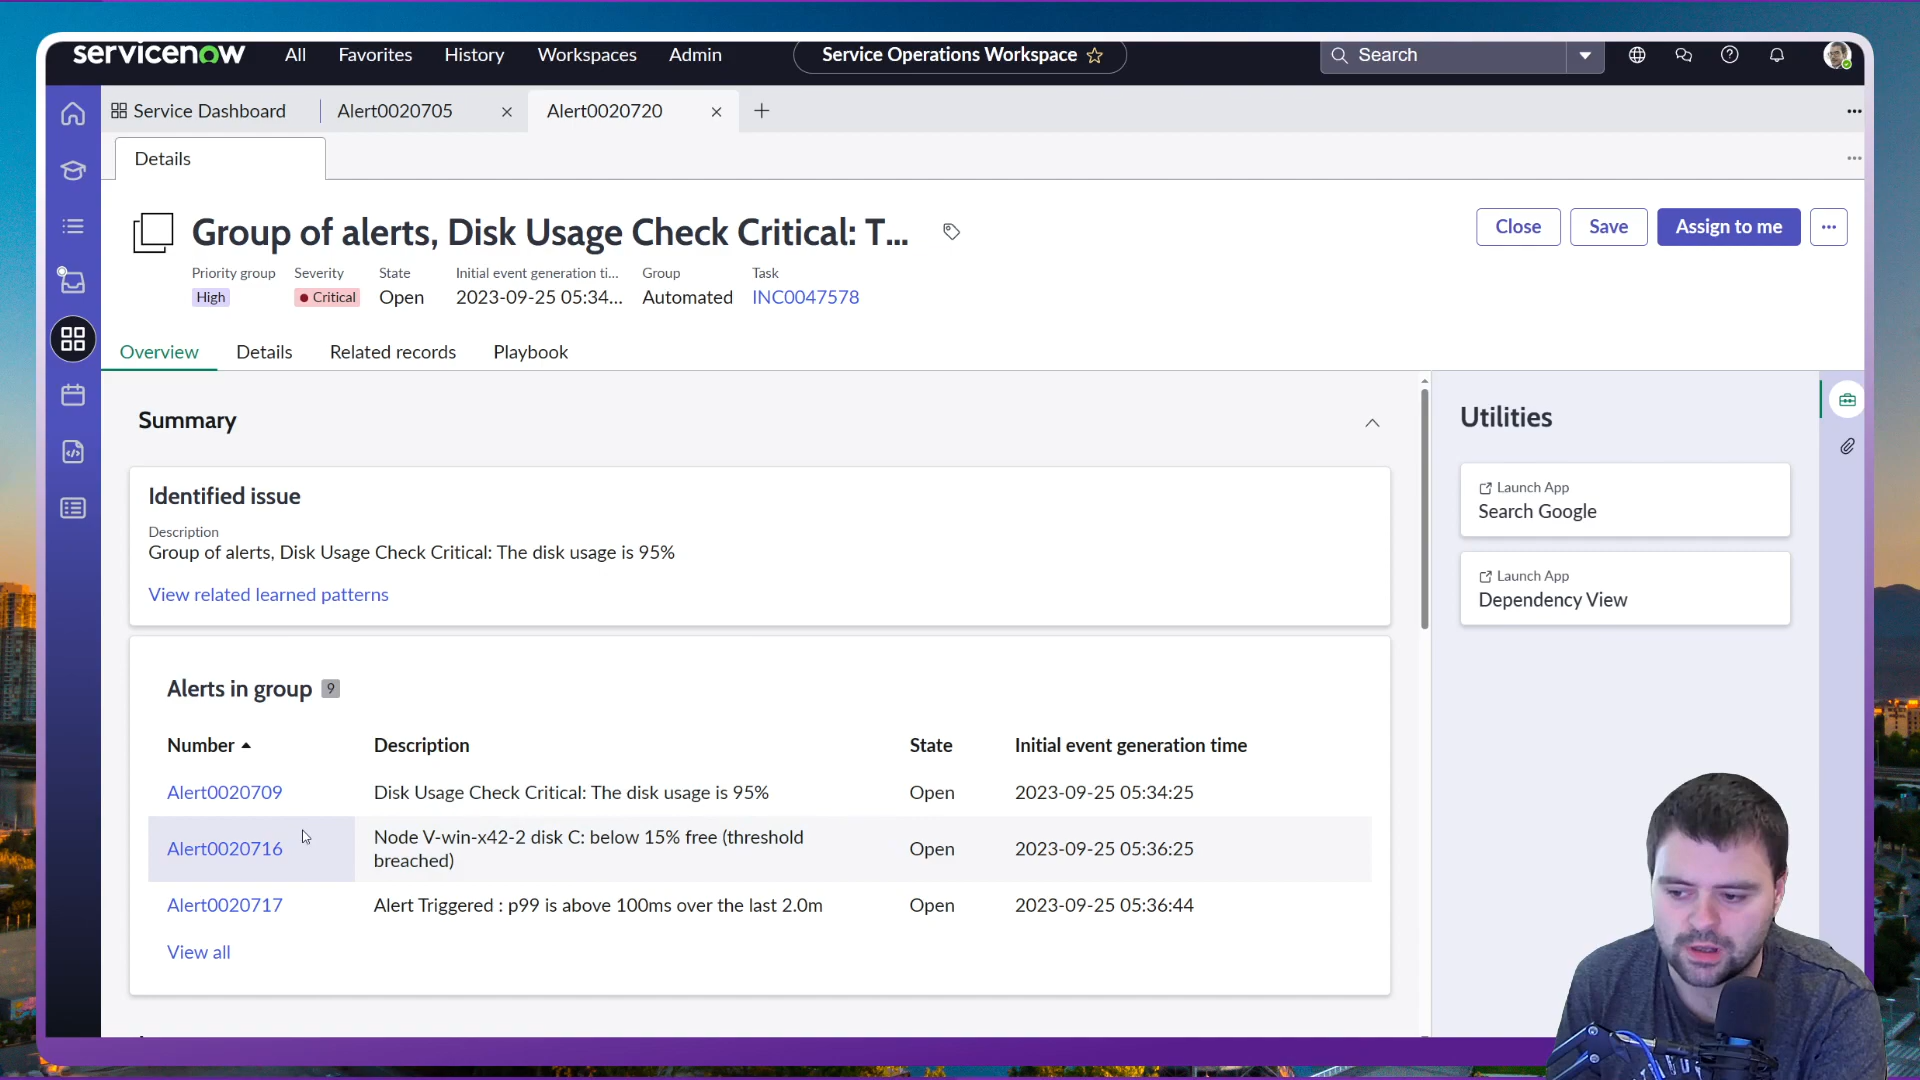 servicenow
All
Favorites
History
Workspaces
Admin
Service Operations Workspace
Search
Service Dashboard
Alert0020705
Alert0020720
Details
Group of alerts, Disk Usage Check Critical: T...
Close
Save
Assign to me
Priority group
Severity
State
Initial event generation ti...
Group
Task
High
Critical
Open
2023-09-25 05:34...
Automated
INC0047578
Overview
Details
Related records
Playbook
Summary
Identified issue
Description
Group of alerts, Disk Usage Check Critical: The disk usage is 95%
View related learned patterns
Alerts in group 9
Number
Description
State
Initial event generation time
Alert0020709
Disk Usage Check Critical: The disk usage is 95%
Open
2023-09-25 05:34:25
Alert0020716
Node V-win-x42-2 disk C: below 15% free (threshold
breached)
Open
2023-09-25 05:36:25
Alert0020717
Alert Triggered : p99 is above 100ms over the last 2.0m
Open
2023-09-25 05:36:44
View all
Utilities
Launch App
Search Google
Launch App
Dependency View